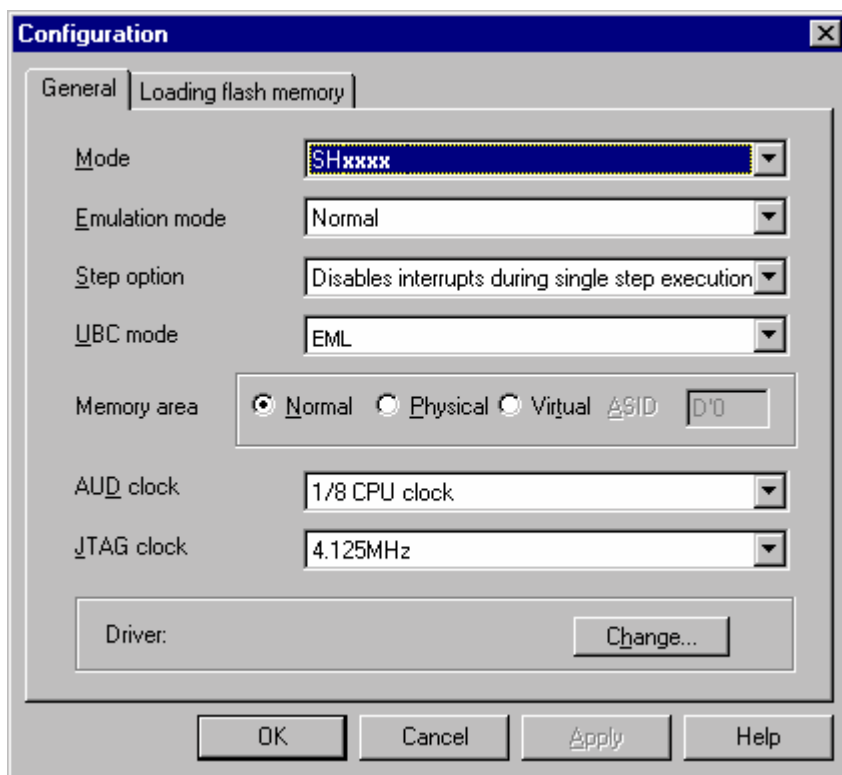 Configuration
General Loading flash memory
Mode SHxxxx
Emulation mode Normal
Step option Disables interrupts during single step execution
UBC mode EML
Memory area Normal Physical Virtual ASID D'0
AUD clock 1/8 CPU clock
JTAG clock 4.125MHz
Driver: Change...
OK Cancel Apply Help